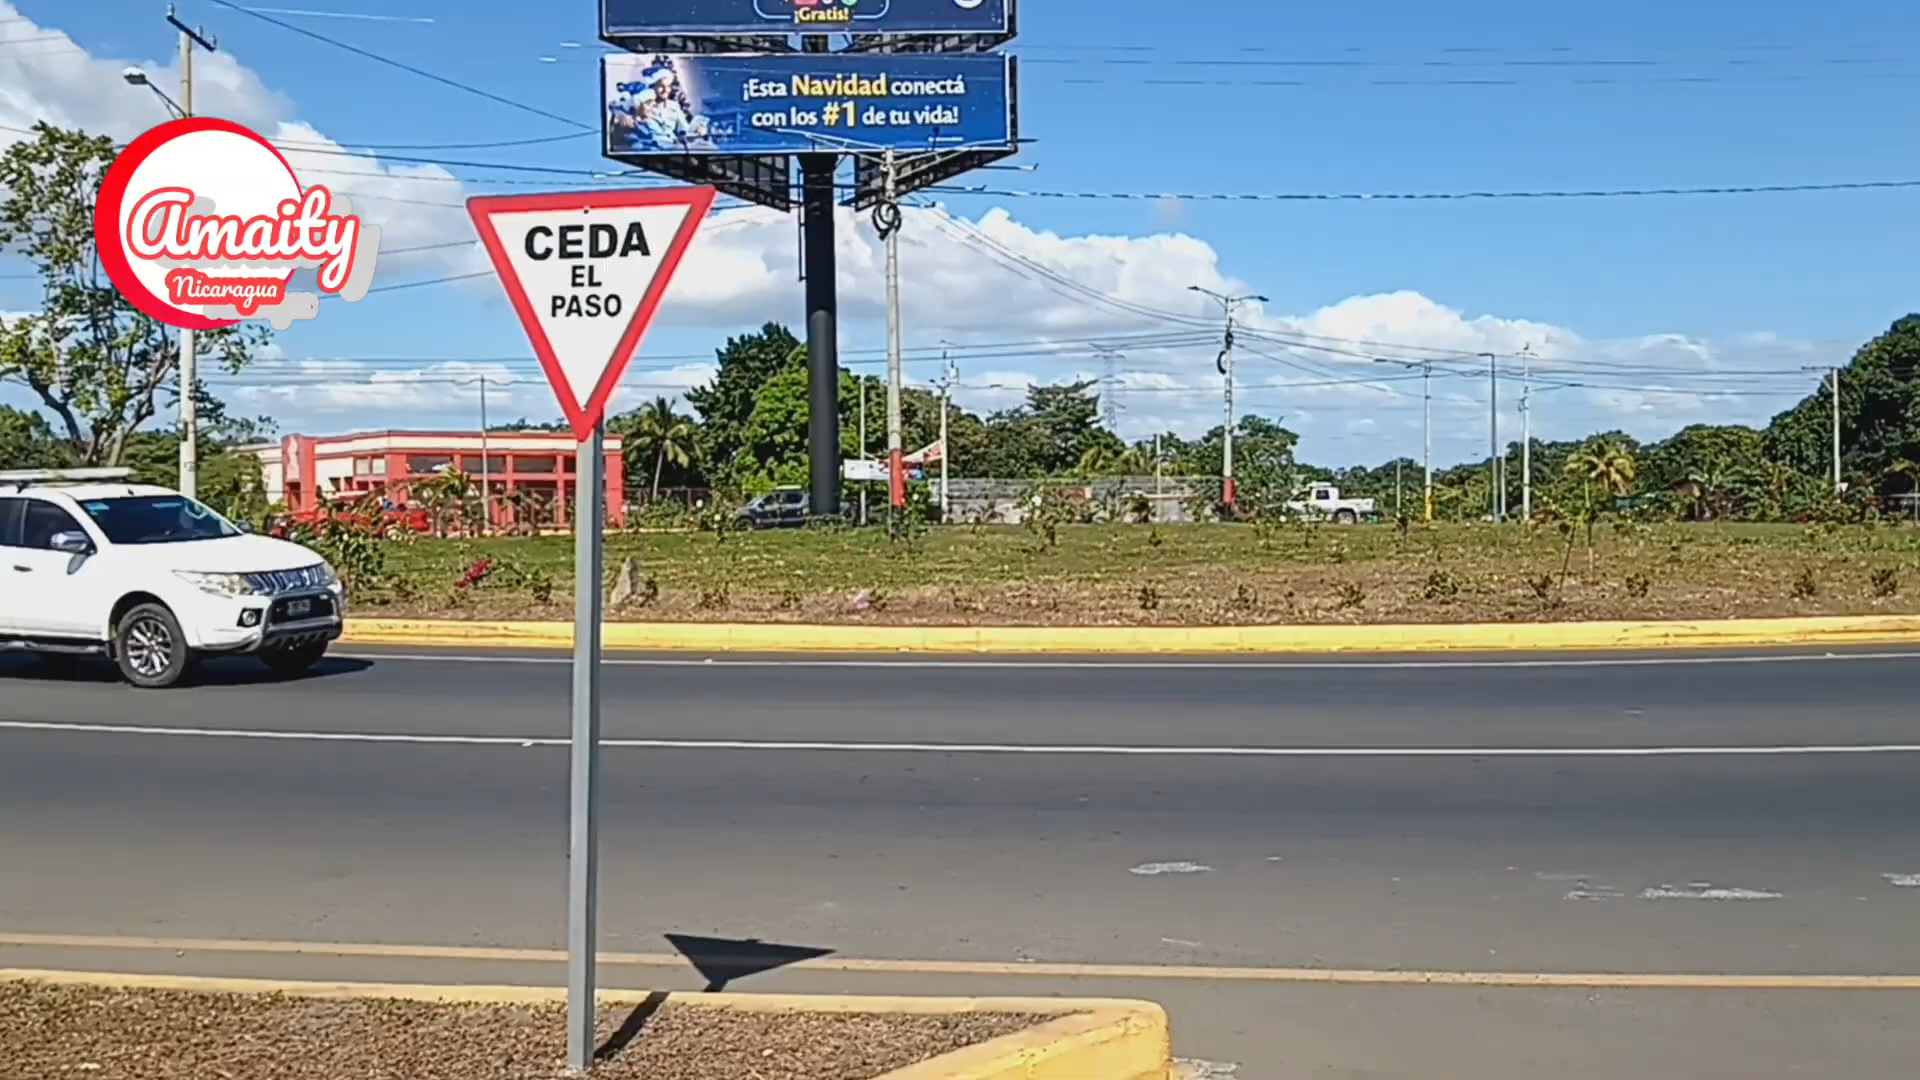 ¡Gratis!
¡Esta Navidad conectá
con los #1 de tu vida!
CEDA
EL
PASO
Amaity
Nicaragua